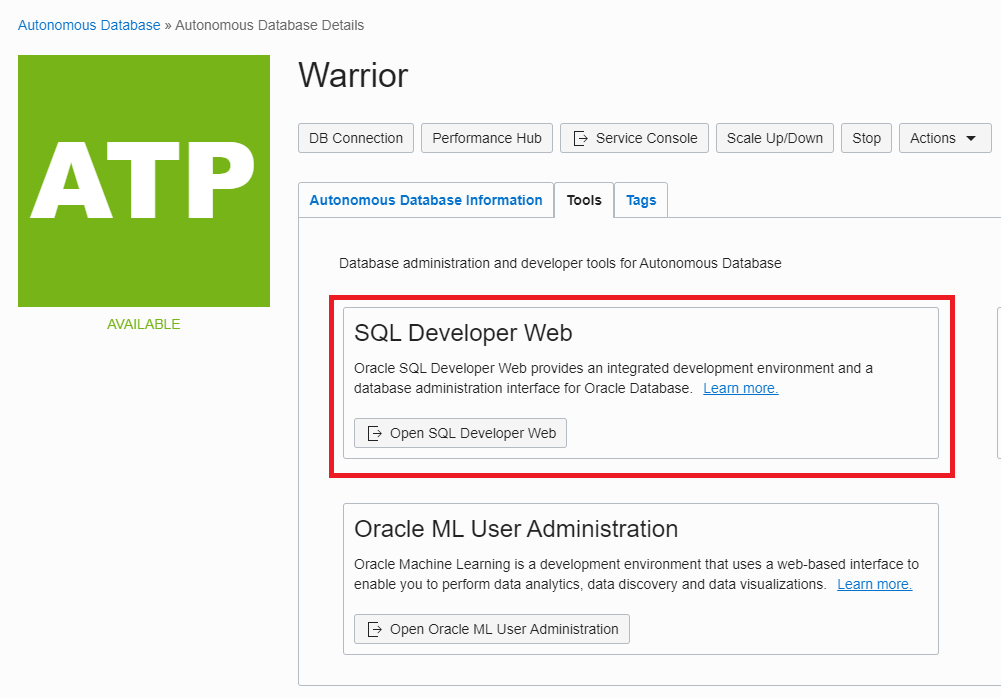 Autonomous Database » Autonomous Database Details
ATP
AVAILABLE
Warrior
DB Connection Performance Hub Service Console Scale Up/Down Stop Actions
Autonomous Database Information Tools Tags
Database administration and developer tools for Autonomous Database
SQL Developer Web
Oracle SQL Developer Web provides an integrated development environment and a
database administration interface for Oracle Database. Learn more.
Open SQL Developer Web
Oracle ML User Administration
Oracle Machine Learning is a development environment that uses a web-based interface to
enable you to perform data analytics, data discovery and data visualizations. Learn more.
Open Oracle ML User Administration